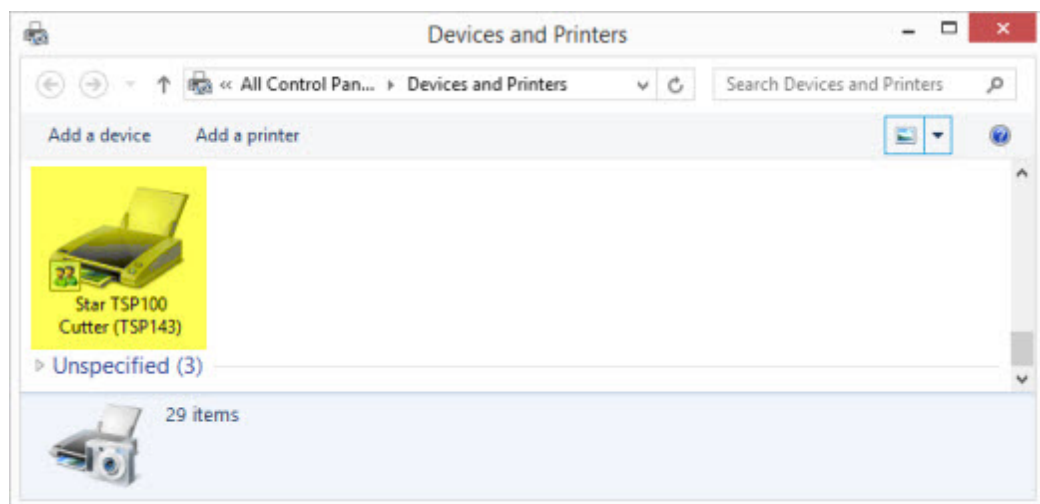 Devices and Printers
« All Control Pan... Devices and Printers Search Devices and Printers
Add a device Add a printer
Star TSP100
Cutter (TSP143)
Unspecified (3)
29 items